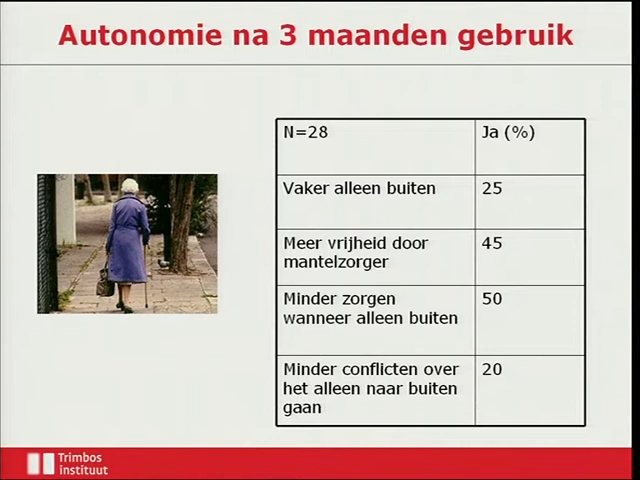 Autonomie na 3 maanden gebruik
N=28
Ja (%)
Vaker alleen buiten
25
Meer vrijheid door
mantelzorger
45
Minder zorgen
wanneer alleen buiten
50
Minder conflicten over
het alleen naar buiten
gaan
20
Trimbos
instituut